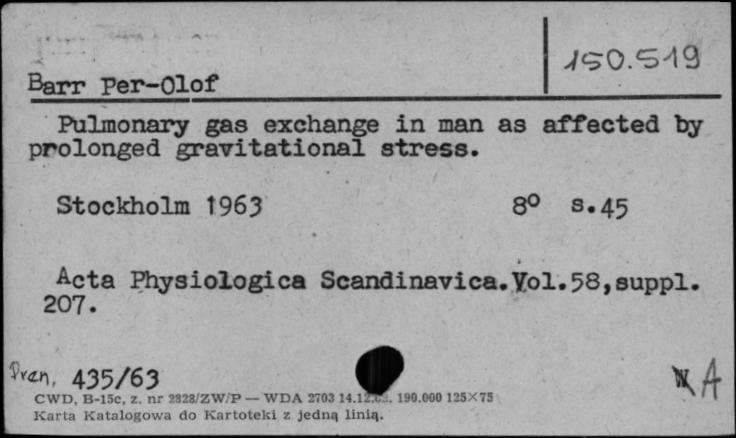 150.519
Barr Per-Olof
Pulmonary gas exchange in man as affected by
prolonged gravitational stress.
Stockholm 1963 8° s.45
Acta Physiologica Scandinavica.Vol.58,suppl.
207.
Pren. 435/63 A
CWD, B-15c, z. nr 2828/ZW/P — WDA 2703 190.000 125×75
Karta Katalogowa do Kartoteki z jedną linią.